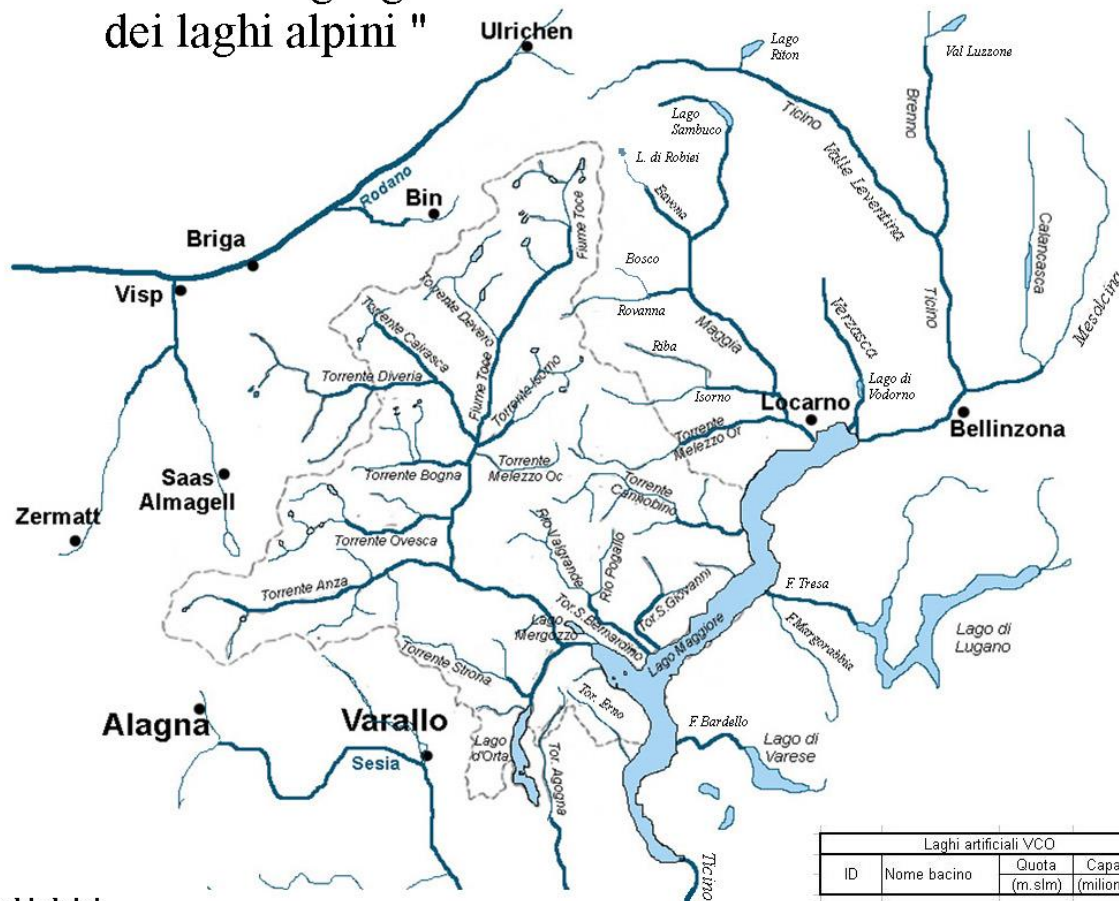 dei laghi alpini "
Ulrichen
Lago
Riton
Val Luzzone
Ticino
Brenno
Lago
Sambuco
L. di Robiei
Valle Leventina
Rodano
Bin
Bavona
Fiume Toce
Calancasca
Briga
Bosco
Visp
Torrente Devero
Ticino
Mesolcina
Torrente Cairasca
Rovanna
Maggia
Verzasca
Riba
Torrente Diveria
Fiume Toce
Torrente Isorno
Lago di
Vodorno
Isorno
Locarno
Bellinzona
Torrente
Melezzo Or
Torrente Bogna
Torrente
Melezzo Oc
Saas
Almagell
Torrente
Cannobino
Zermatt
Torrente Ovesca
Rio Valgrande
Rio Pogallo
Torrente Anza
Tor.S.Giovanni
F. Tresa
Tor.S.Bernardino
Lago
Mergozzo
F.Margorabbia
Lago di
Lugano
Lago Maggiore
Torrente Strona
Tor. Erno
Alagna
Varallo
F. Bardello
Lago
d'Orta
Lago di
Varese
Sesia
Tor. Agogna
Ticino
Laghi artificiali VCO
ID Nome bacino Quota
(m.slm)